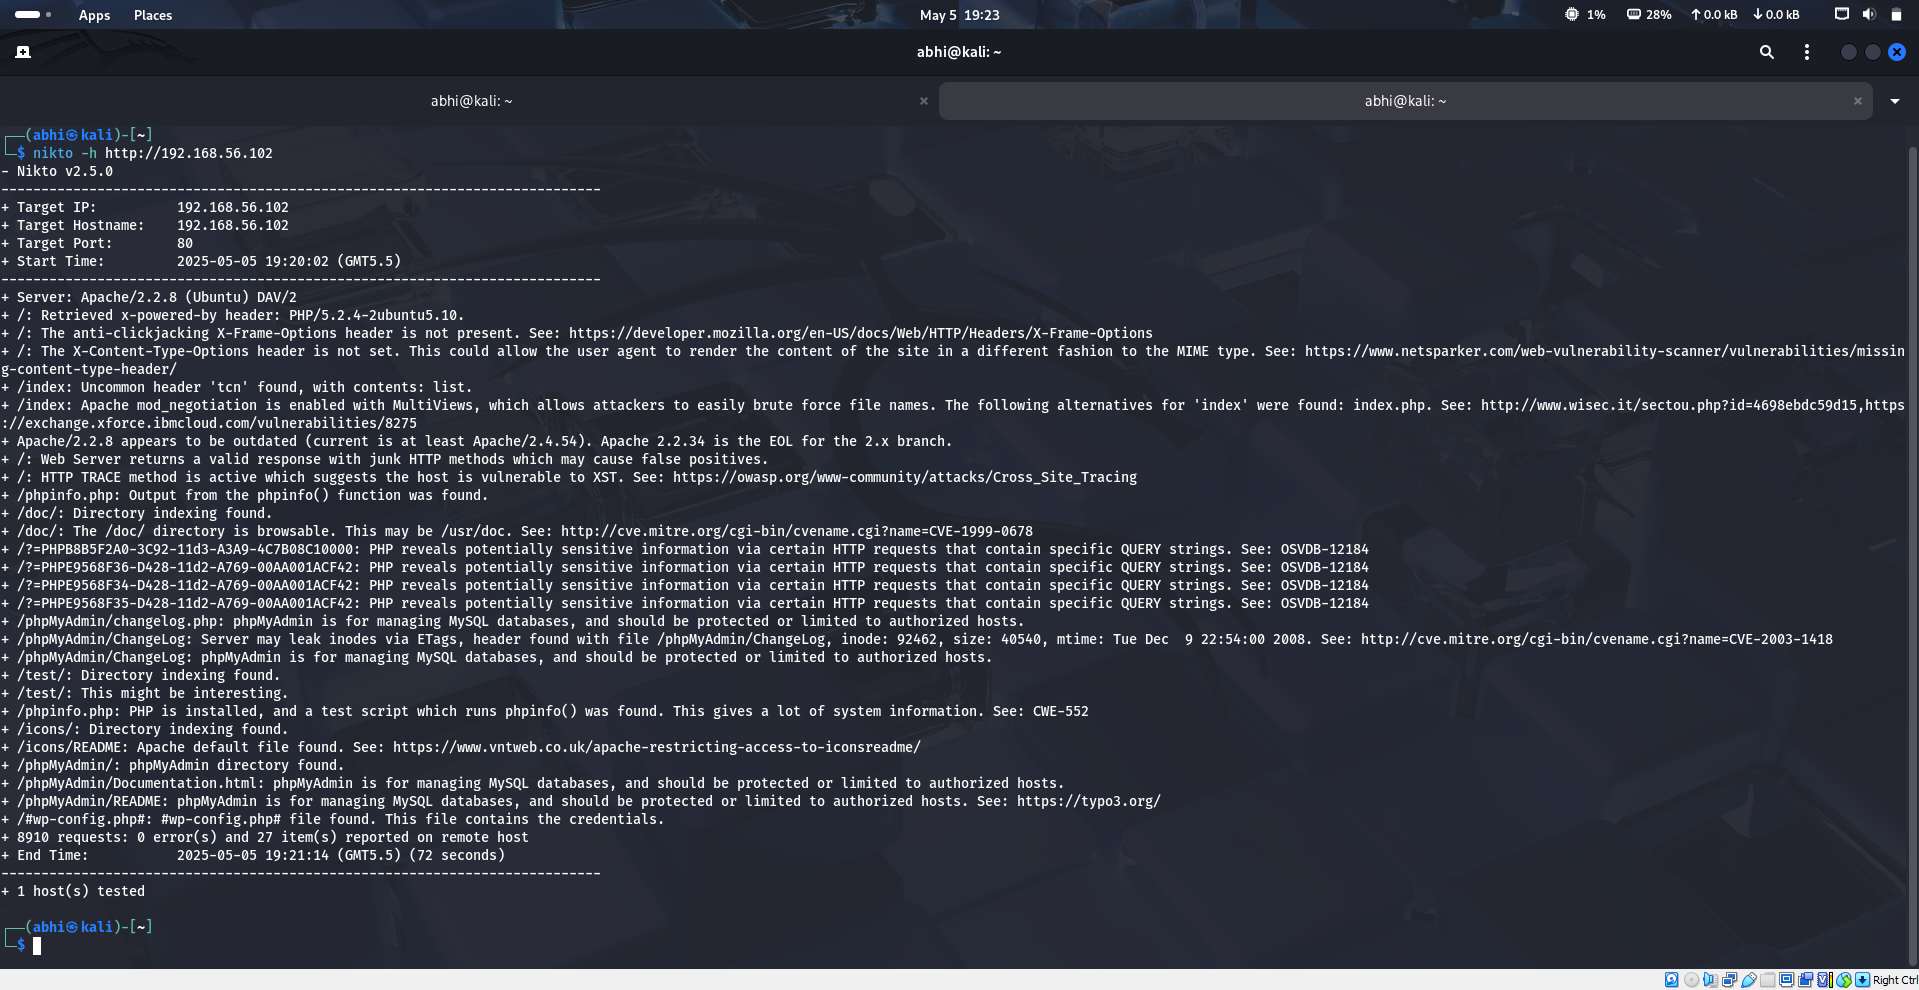 Apps Places May 5 19:23 1% 28% 0.0 kB 0.0 kB
abhi@kali: ~
abhi@kali: ~ × abhi@kali: ~ ×
┌──(abhi㉿kali)-[~]
└─$ nikto -h http://192.168.56.102
- Nikto v2.5.0
---------------------------------------------------------------------------
+ Target IP:          192.168.56.102
+ Target Hostname:    192.168.56.102
+ Target Port:        80
+ Start Time:         2025-05-05 19:20:02 (GMT5.5)
---------------------------------------------------------------------------
+ Server: Apache/2.2.8 (Ubuntu) DAV/2
+ /: Retrieved x-powered-by header: PHP/5.2.4-2ubuntu5.10.
+ /: The anti-clickjacking X-Frame-Options header is not present. See: https://developer.mozilla.org/en-US/docs/Web/HTTP/Headers/X-Frame-Options
+ /: The X-Content-Type-Options header is not set. This could allow the user agent to render the content of the site in a different fashion to the MIME type. See: https://www.netsparker.com/web-vulnerability-scanner/vulnerabilities/missin
g-content-type-header/
+ /index: Uncommon header 'tcn' found, with contents: list.
+ /index: Apache mod_negotiation is enabled with MultiViews, which allows attackers to easily brute force file names. The following alternatives for 'index' were found: index.php. See: http://www.wisec.it/sectou.php?id=4698ebdc59d15,https
://exchange.xforce.ibmcloud.com/vulnerabilities/8275
+ Apache/2.2.8 appears to be outdated (current is at least Apache/2.4.54). Apache 2.2.34 is the EOL for the 2.x branch.
+ /: Web Server returns a valid response with junk HTTP methods which may cause false positives.
+ /: HTTP TRACE method is active which suggests the host is vulnerable to XST. See: https://owasp.org/www-community/attacks/Cross_Site_Tracing
+ /phpinfo.php: Output from the phpinfo() function was found.
+ /doc/: Directory indexing found.
+ /doc/: The /doc/ directory is browsable. This may be /usr/doc. See: http://cve.mitre.org/cgi-bin/cvename.cgi?name=CVE-1999-0678
+ /?=PHPB8B5F2A0-3C92-11d3-A3A9-4C7B08C10000: PHP reveals potentially sensitive information via certain HTTP requests that contain specific QUERY strings. See: OSVDB-12184
+ /?=PHPE9568F36-D428-11d2-A769-00AA001ACF42: PHP reveals potentially sensitive information via certain HTTP requests that contain specific QUERY strings. See: OSVDB-12184
+ /?=PHPE9568F34-D428-11d2-A769-00AA001ACF42: PHP reveals potentially sensitive information via certain HTTP requests that contain specific QUERY strings. See: OSVDB-12184
+ /?=PHPE9568F35-D428-11d2-A769-00AA001ACF42: PHP reveals potentially sensitive information via certain HTTP requests that contain specific QUERY strings. See: OSVDB-12184
+ /phpMyAdmin/changelog.php: phpMyAdmin is for managing MySQL databases, and should be protected or limited to authorized hosts.
+ /phpMyAdmin/ChangeLog: Server may leak inodes via ETags, header found with file /phpMyAdmin/ChangeLog, inode: 92462, size: 40540, mtime: Tue Dec  9 22:54:00 2008. See: http://cve.mitre.org/cgi-bin/cvename.cgi?name=CVE-2003-1418
+ /phpMyAdmin/ChangeLog: phpMyAdmin is for managing MySQL databases, and should be protected or limited to authorized hosts.
+ /test/: Directory indexing found.
+ /test/: This might be interesting.
+ /phpinfo.php: PHP is installed, and a test script which runs phpinfo() was found. This gives a lot of system information. See: CWE-552
+ /icons/: Directory indexing found.
+ /icons/README: Apache default file found. See: https://www.vntweb.co.uk/apache-restricting-access-to-iconsreadme/
+ /phpMyAdmin/: phpMyAdmin directory found.
+ /phpMyAdmin/Documentation.html: phpMyAdmin is for managing MySQL databases, and should be protected or limited to authorized hosts.
+ /phpMyAdmin/README: phpMyAdmin is for managing MySQL databases, and should be protected or limited to authorized hosts. See: https://typo3.org/
+ /#wp-config.php#: #wp-config.php# file found. This file contains the credentials.
+ 8910 requests: 0 error(s) and 27 item(s) reported on remote host
+ End Time:           2025-05-05 19:21:14 (GMT5.5) (72 seconds)
---------------------------------------------------------------------------
+ 1 host(s) tested
┌──(abhi㉿kali)-[~]
└─$
Right Ctrl